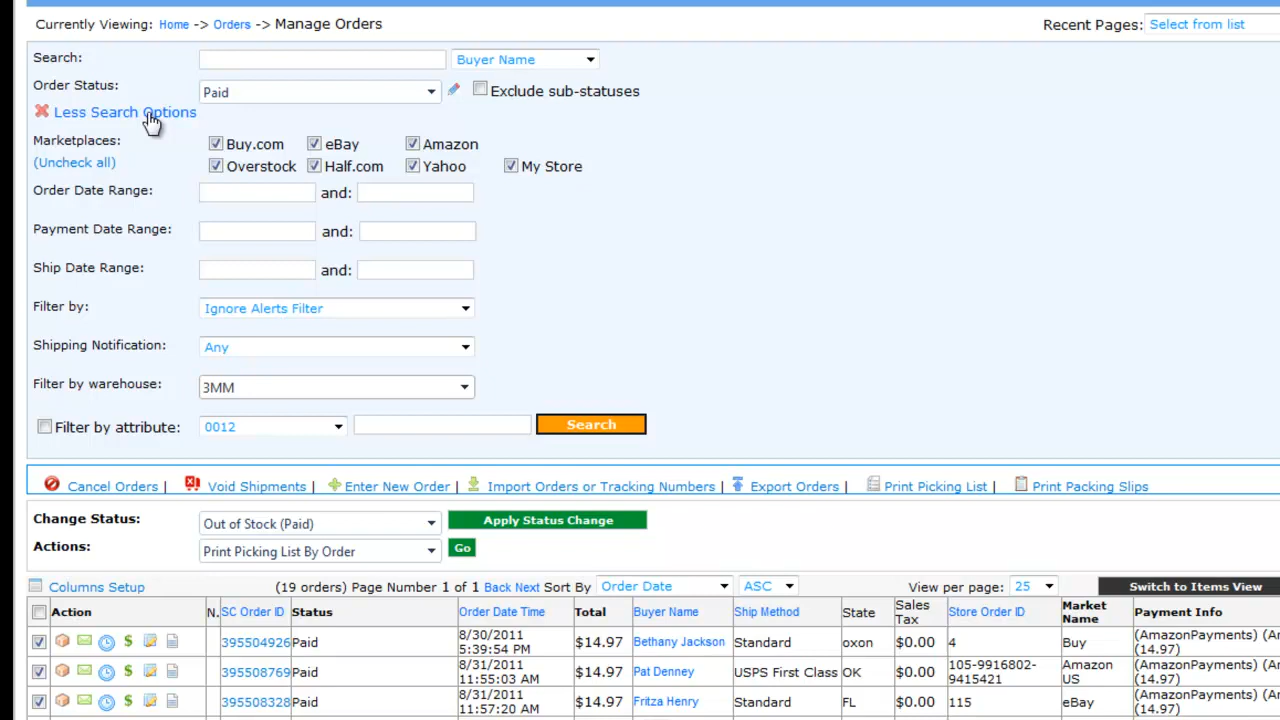 Currently Viewing: Home -> Orders -> Manage Orders Recent Pages: Select from list
Search: Buyer Name
Order Status: Paid Exclude sub-statuses
Less Search Options
Marketplaces: Buy.com eBay Amazon
(Uncheck all) Overstock Half.com Yahoo My Store
Order Date Range: and:
Payment Date Range: and:
Ship Date Range: and:
Filter by: Ignore Alerts Filter
Shipping Notification: Any
Filter by warehouse: 3MM
Filter by attribute: 0012 Search
Cancel Orders | Void Shipments | Enter New Order | Import Orders or Tracking Numbers | Export Orders | Print Picking List | Print Packing Slips
Change Status: Out of Stock (Paid) Apply Status Change
Actions: Print Picking List By Order Go
Columns Setup (19 orders) Page Number 1 of 1 Back Next Sort By Order Date ASC View per page: 25 Switch to Items View
Action N. SC Order ID Status Order Date Time Total Buyer Name Ship Method State Sales Tax Store Order ID Market Name Payment Info
395504926 Paid 8/30/2011 5:39:54 PM $14.97 Bethany Jackson Standard oxon $0.00 4 Buy (AmazonPayments) (Am (14.97)
395508769 Paid 8/31/2011 11:55:03 AM $14.97 Pat Denney USPS First Class OK $0.00 105-9916802-9415421 Amazon US (AmazonPayments) (Am (14.97)
395508328 Paid 8/31/2011 11:57:20 AM $14.97 Fritza Henry Standard FL $0.00 115 eBay (AmazonPayments) (Am (14.97)